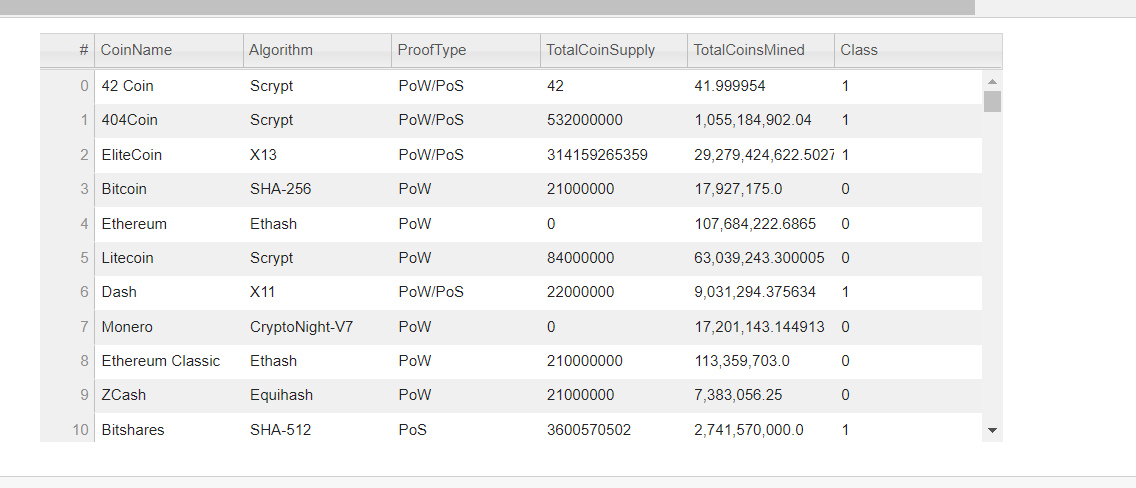 # CoinName Algorithm ProofType TotalCoinSupply TotalCoinsMined Class
0 42 Coin Scrypt PoW/PoS 42 41.999954 1
1 404Coin Scrypt PoW/PoS 532000000 1,055,184,902.04 1
2 EliteCoin X13 PoW/PoS 314159265359 29,279,424,622.5027 1
3 Bitcoin SHA-256 PoW 21000000 17,927,175.0 0
4 Ethereum Ethash PoW 0 107,684,222.6865 0
5 Litecoin Scrypt PoW 84000000 63,039,243.300005 0
6 Dash X11 PoW/PoS 22000000 9,031,294.375634 1
7 Monero CryptoNight-V7 PoW 0 17,201,143.144913 0
8 Ethereum Classic Ethash PoW 210000000 113,359,703.0 0
9 ZCash Equihash PoW 21000000 7,383,056.25 0
10 Bitshares SHA-512 PoS 3600570502 2,741,570,000.0 1